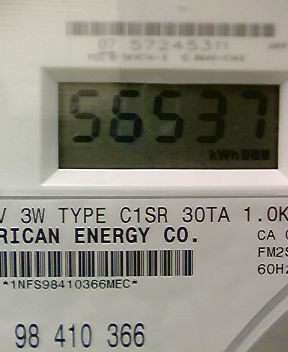 07 57245311
56537
kWh
V 3W TYPE C1SR 30TA 1.0K
RICAN ENERGY CO.
CA
FM2S
60Hz
*1NFS98410366MEC*
98 410 366